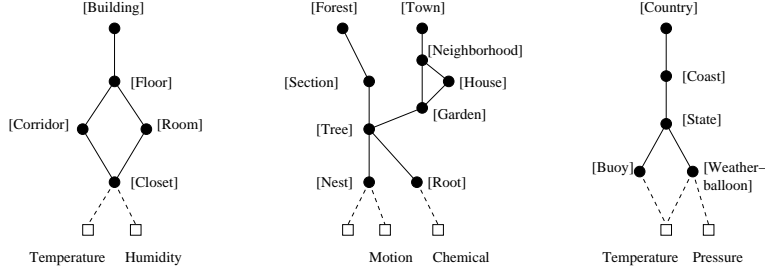 [Building]
[Forest]
[Town]
[Country]
[Neighborhood]
[Floor]
[Section]
[House]
[Coast]
[Garden]
[Corridor]
[Room]
[Tree]
[State]
[Closet]
[Nest]
[Root]
[Buoy]
[Weather–
balloon]
Temperature
Humidity
Motion
Chemical
Temperature
Pressure